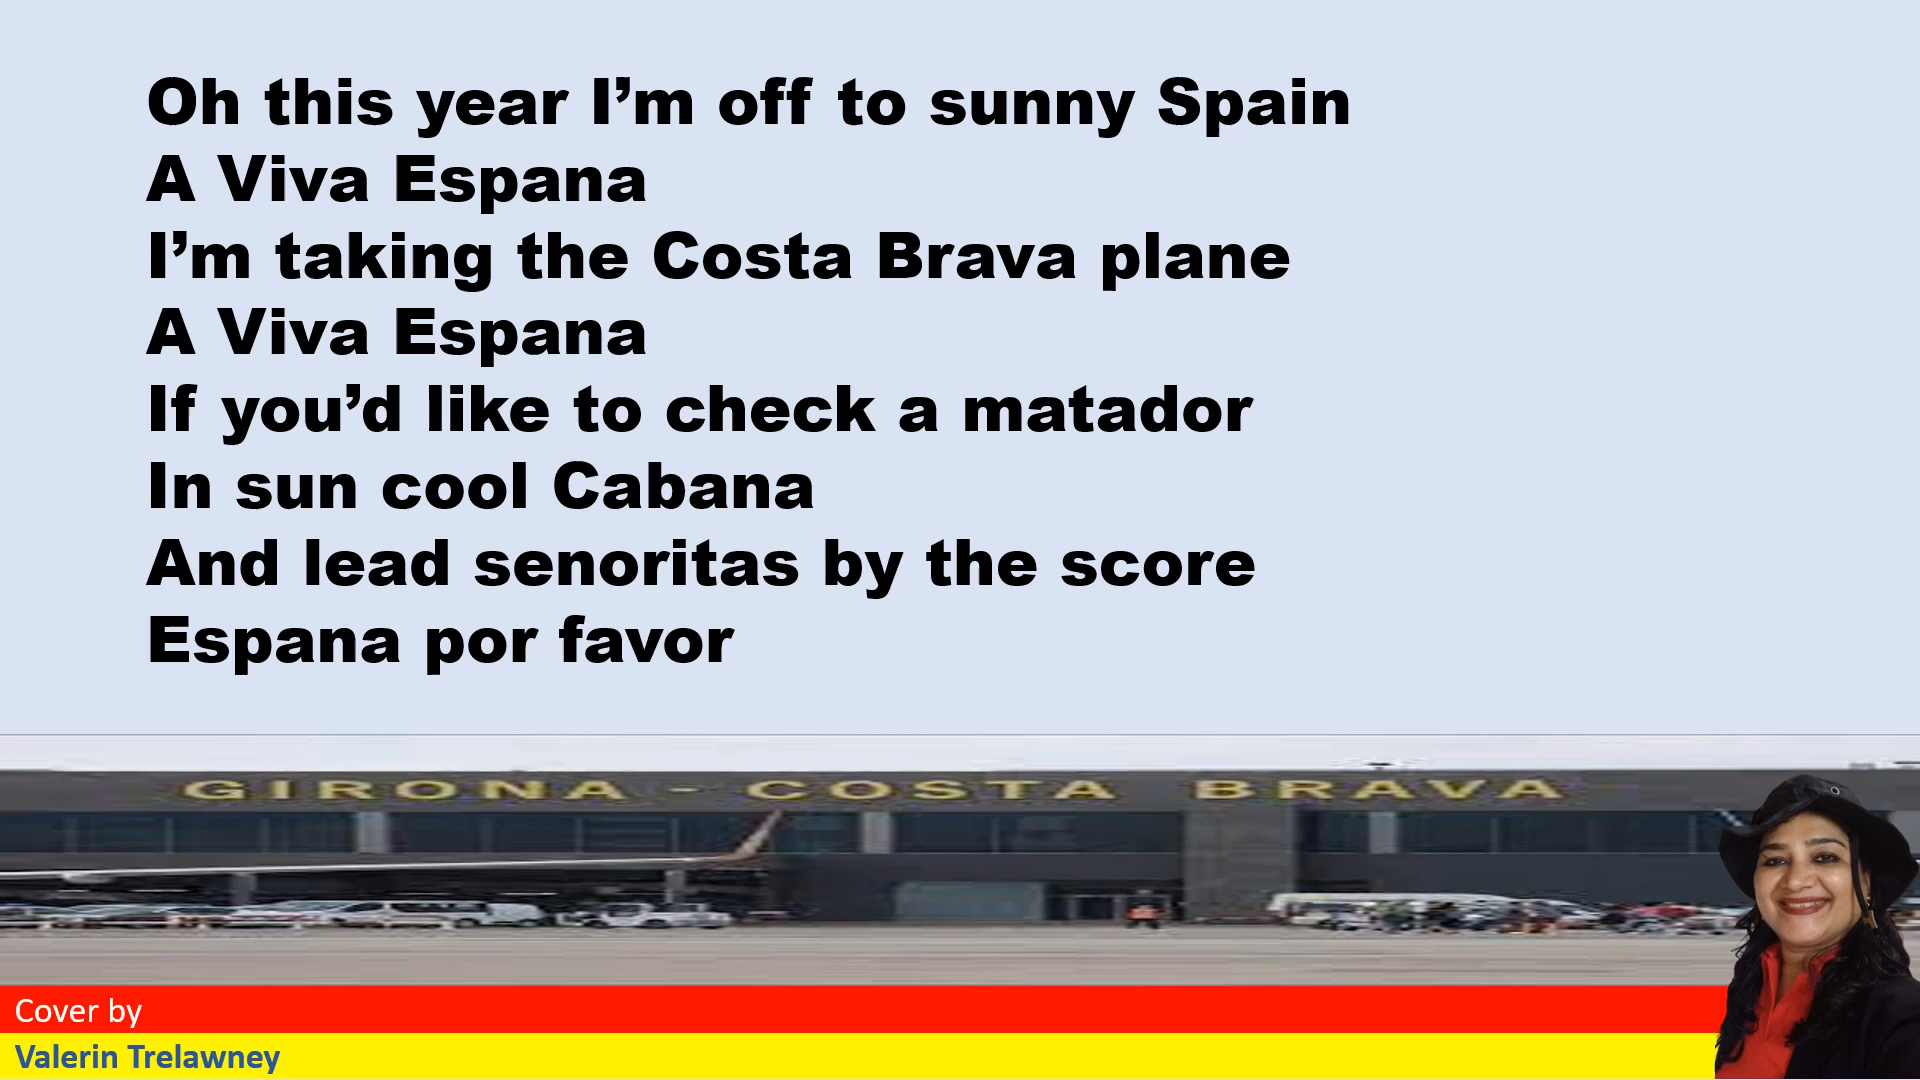 Oh this year I’m off to sunny Spain
A Viva Espana
I’m taking the Costa Brava plane
A Viva Espana
If you’d like to check a matador
In sun cool Cabana
And lead senoritas by the score
Espana por favor
GIRONA - COSTA BRAVA
Cover by
Valerin Trelawney